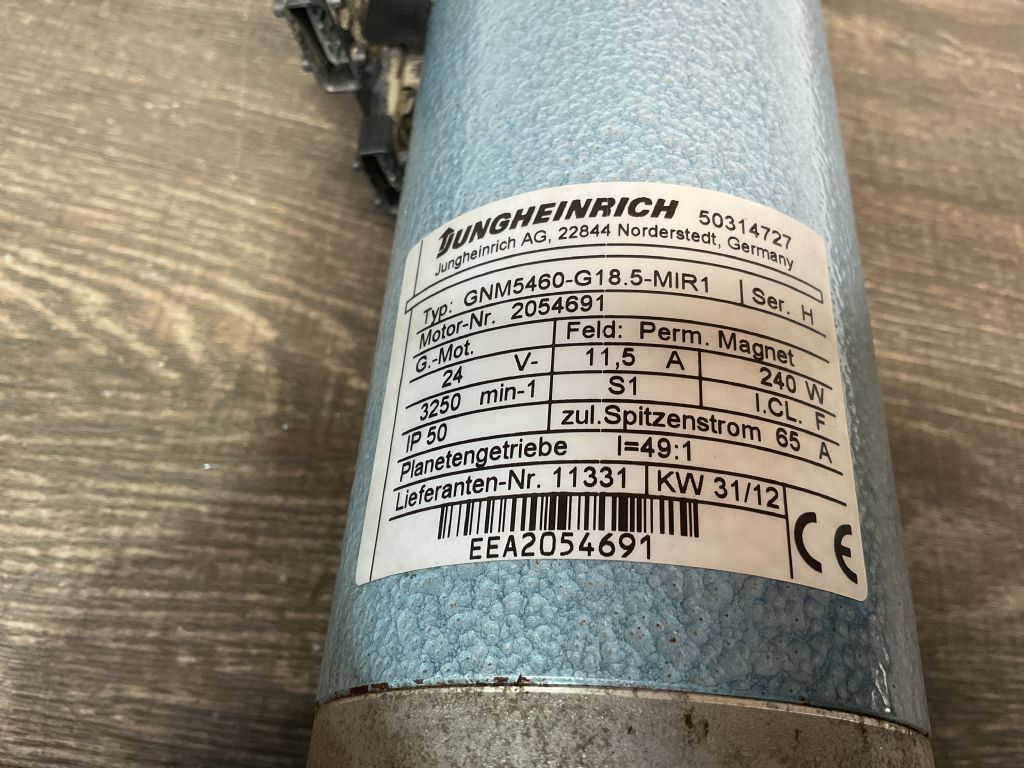 JUNGHEINRICH 50314727
Jungheinrich AG, 22844 Norderstedt, Germany
Typ: GNM5460-G18.5-MIR1 Ser. H
Motor-Nr. 2054691
G.-Mot. Feld: Perm. Magnet
24 V- 11,5 A 240 W
3250 min-1 S1 I.CL. F
IP 50 zul.Spitzenstrom 65 A
Planetengetriebe I=49:1
Lieferanten-Nr. 11331 KW 31/12
EEA2054691 CE